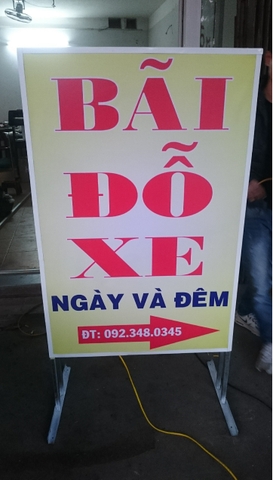 BÃI
ĐỖ
XE
NGÀY VÀ ĐÊM
ĐT: 092.348.0345